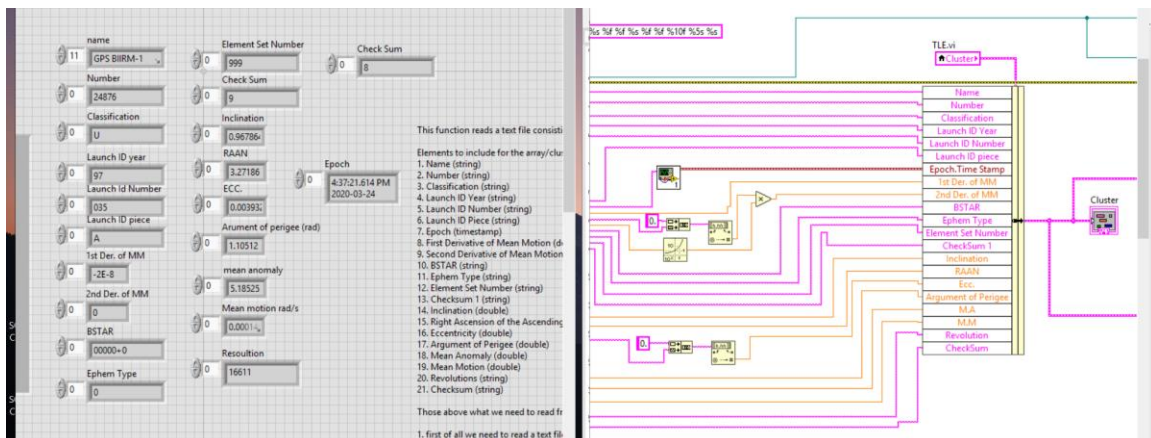 name
11 GPS BIIRM-1
Number
0 24876
Classification
0 U
Launch ID year
0 97
Launch Id Number
0 035
Launch ID piece
0 A
1st Der. of MM
0 -2E-8
2nd Der. of MM
0 0
BSTAR
0 00000+0
Ephem Type
0 0
Element Set Number
0 999
Check Sum
0 9
Inclination
0 0.96786
RAAN
0 3.27186
ECC.
0 0.00393
Arument of perigee (rad)
0 1.10512
mean anomaly
0 5.18525
Mean motion rad/s
0 0.0001
Resoultion
0 16611
Check Sum
0 8
Epoch
0 4:37:21.614 PM
2020-03-24
This function reads a text file consisti
Elements to include for the array/clu
1. Name (string)
2. Number (string)
3. Classification (string)
4. Launch ID Year (string)
5. Launch ID Number (string)
6. Launch ID Piece (string)
7. Epoch (timestamp)
8. First Derivative of Mean Motion (d
9. Second Derivative of Mean Motion
10. BSTAR (string)
11. Ephem Type (string)
12. Element Set Number (string)
13. Checksum 1 (string)
14. Inclination (double)
15. Right Ascension of the Ascending
16. Eccentricity (double)
17. Argument of Perigee (double)
18. Mean Anomaly (double)
19. Mean Motion (double)
20. Revolutions (string)
21. Checksum (string)
Those above what we need to read fr
1. first of all we need to read a text fil
%s %f %f %s %f %f %10f %5s %s
TLE.vi
Cluster
Name
Number
Classification
Launch ID Year
Launch ID Number
Launch ID piece
Epoch.Time Stamp
1st Der. of MM
2nd Der. of MM
BSTAR
Ephem Type
Element Set Number
CheckSum 1
Inclination
RAAN
Ecc.
Argument of Perigee
M.A
M.M
Revolution
CheckSum
0.
0.
Cluster